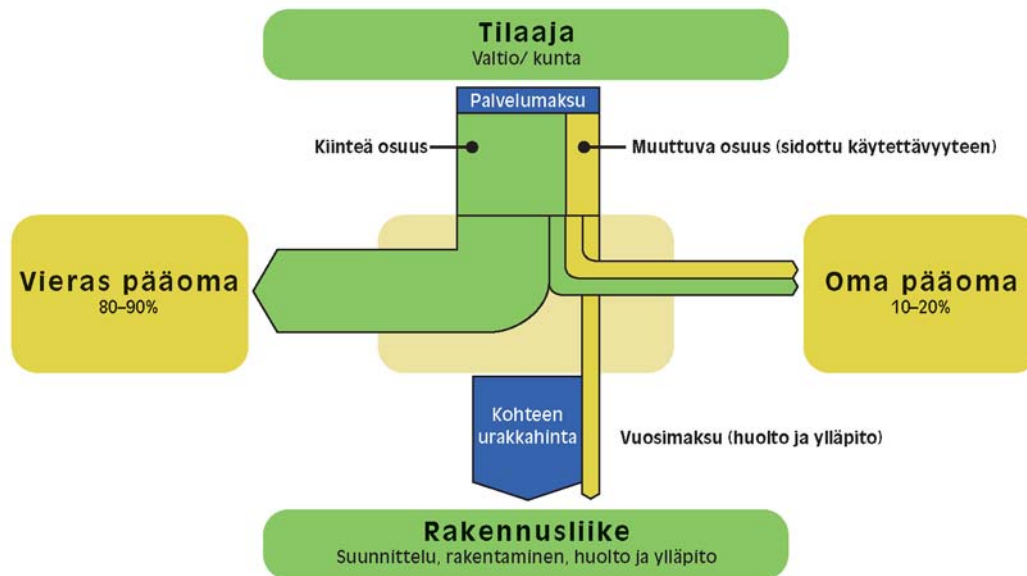 Tilaaja
Valtio/ kunta
Palvelumaksu
Kiinteä osuus
Muuttuva osuus (sidottu käytettävyyteen)
Vieras pääoma
80–90%
Oma pääoma
10–20%
Kohteen
urakkahinta
Vuosimaksu (huolto ja ylläpito)
Rakennusliike
Suunnittelu, rakentaminen, huolto ja ylläpito